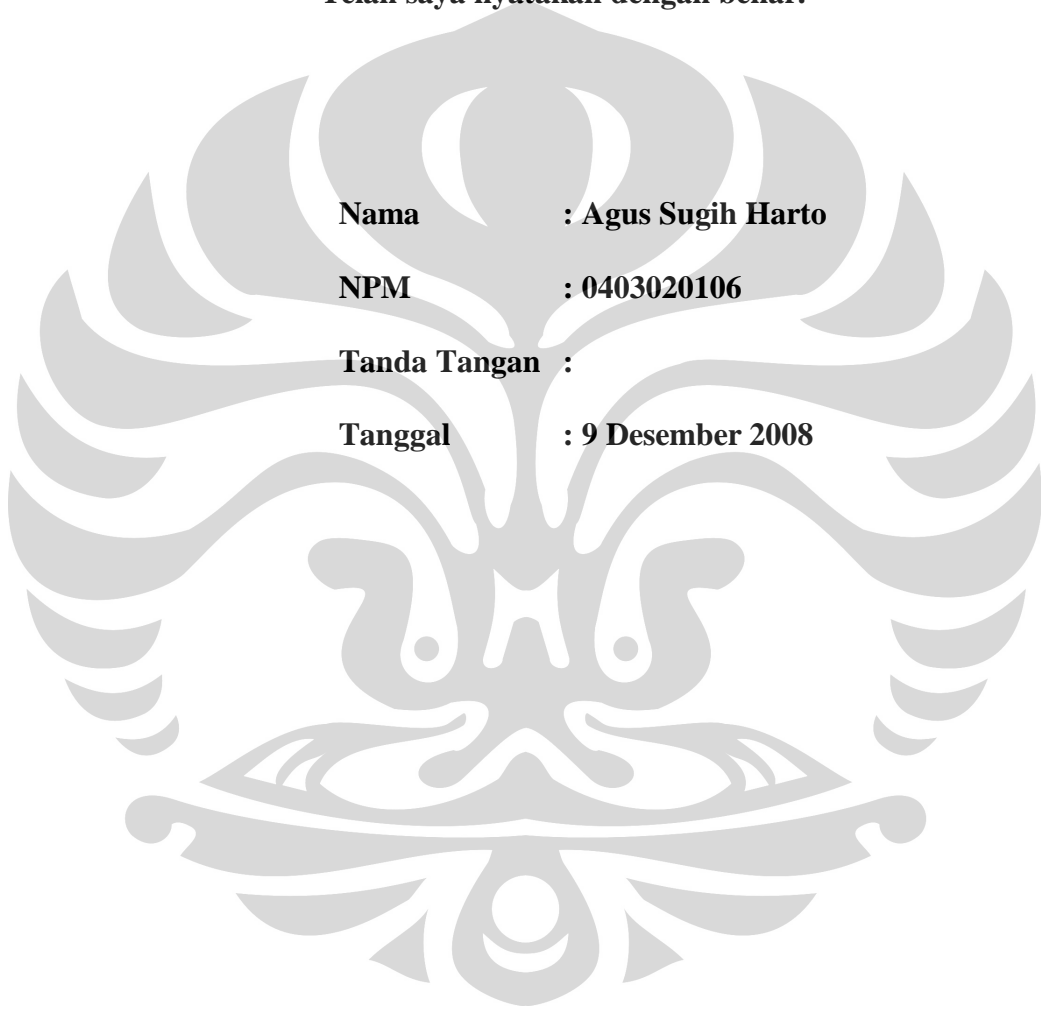 Telah saya nyatakan dengan benar.
Nama : Agus Sugih Harto
NPM : 0403020106
Tanda Tangan :
Tanggal : 9 Desember 2008